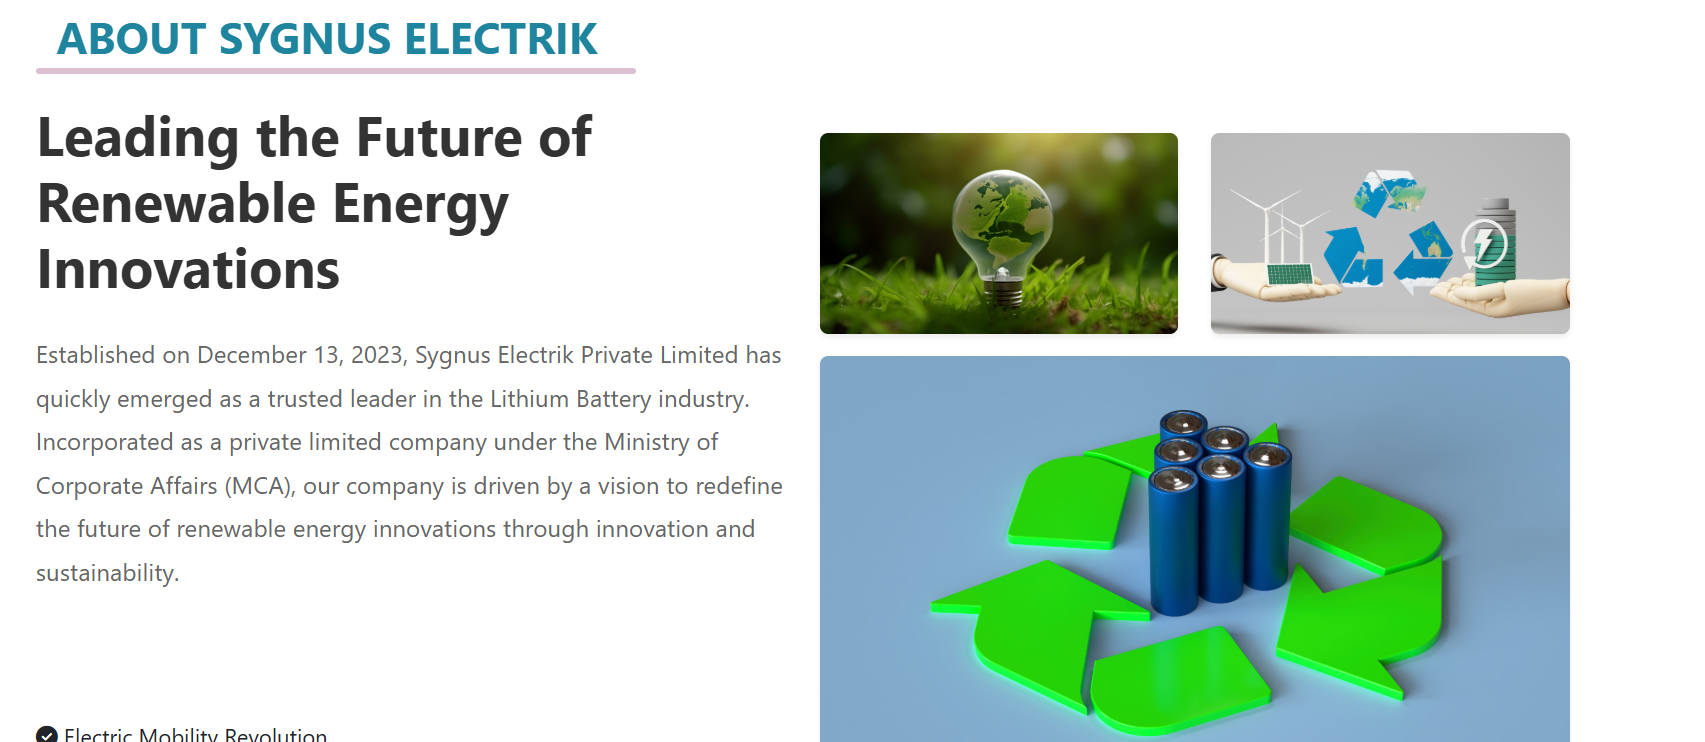 ABOUT SYGNUS ELECTRIK
Leading the Future of
Renewable Energy
Innovations
Established on December 13, 2023, Sygnus Electrik Private Limited has
quickly emerged as a trusted leader in the Lithium Battery industry.
Incorporated as a private limited company under the Ministry of
Corporate Affairs (MCA), our company is driven by a vision to redefine
the future of renewable energy innovations through innovation and
sustainability.
Electric Mobility Revolution